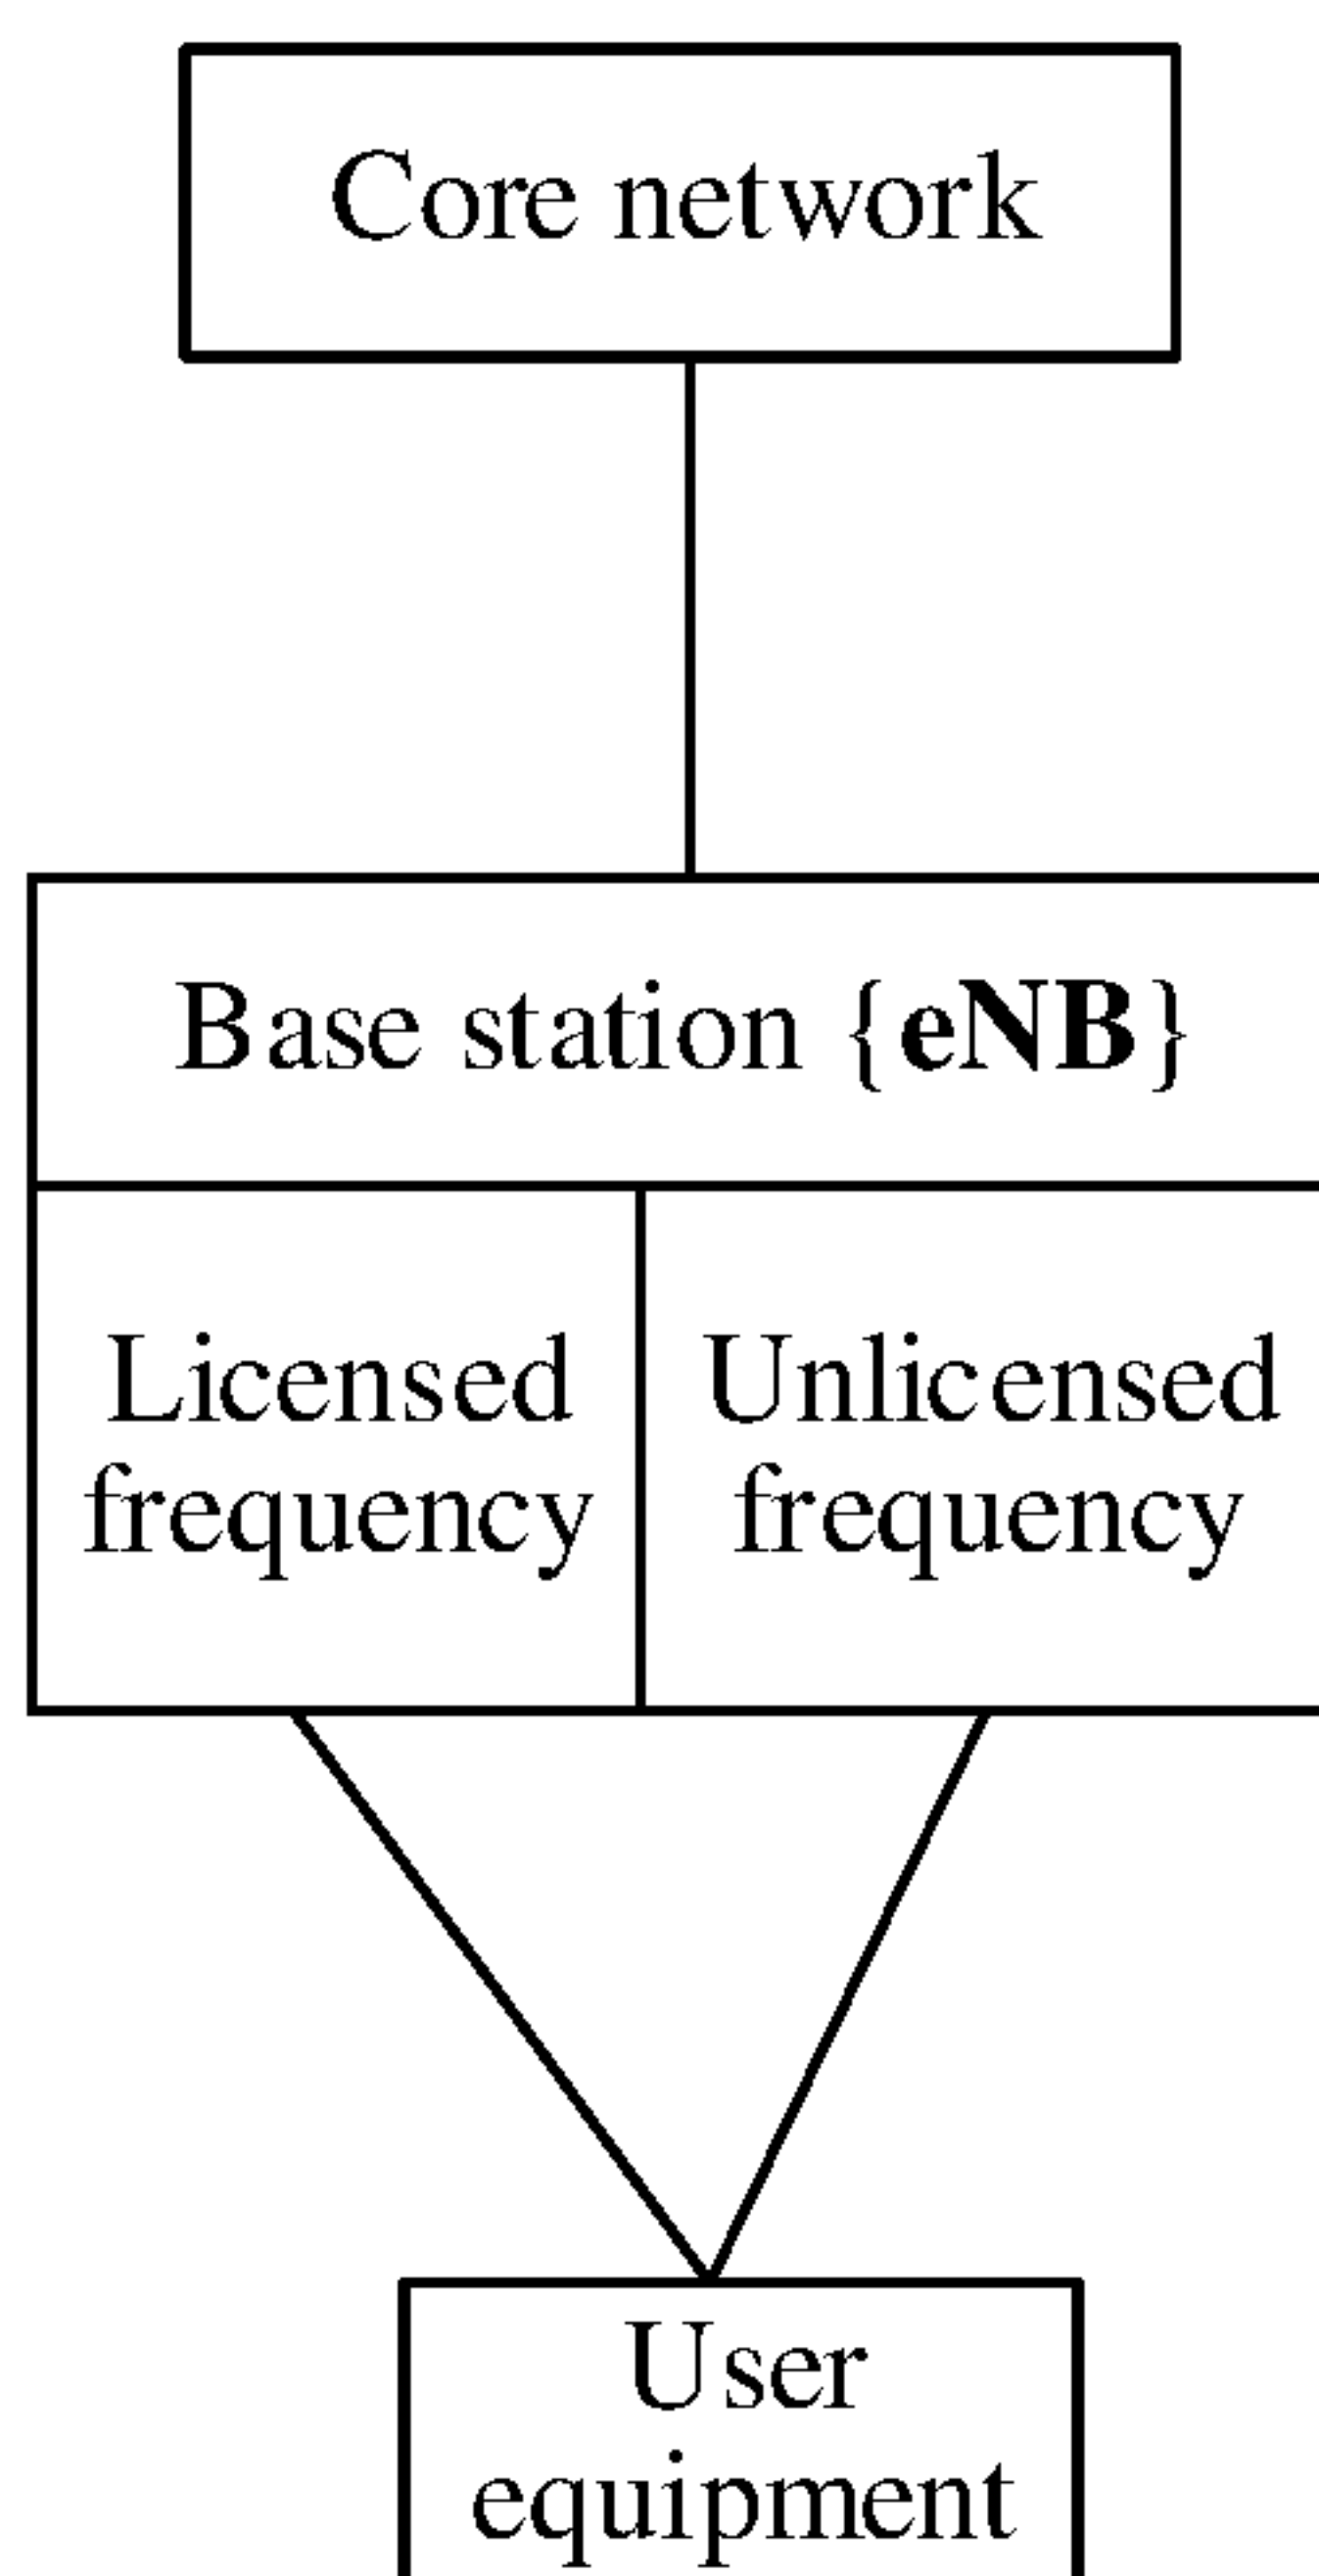 Core network
Base station {eNB}
Licensed
frequency
Unlicensed
frequency
User
equipment